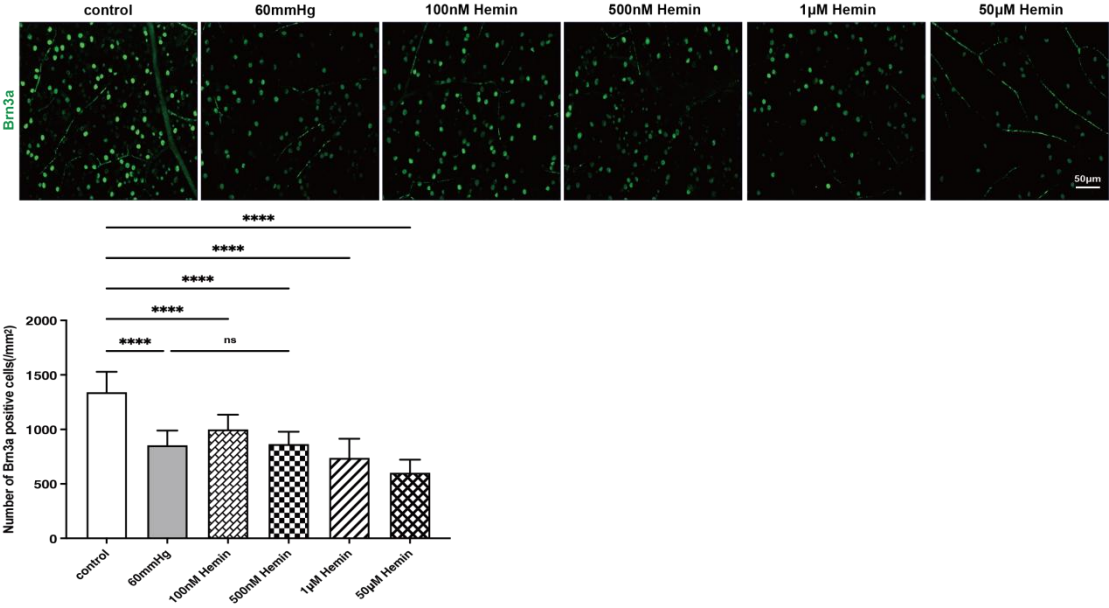 control 60mmHg 100nM Hemin 500nM Hemin 1μM Hemin 50μM Hemin
Brn3a
50μm
****
****
****
****
**** ns
Number of Brn3a positive cells(/mm²)
2000
1500
1000
500
0
control 60mmHg 100nM Hemin 500nM Hemin 1μM Hemin 50μM Hemin